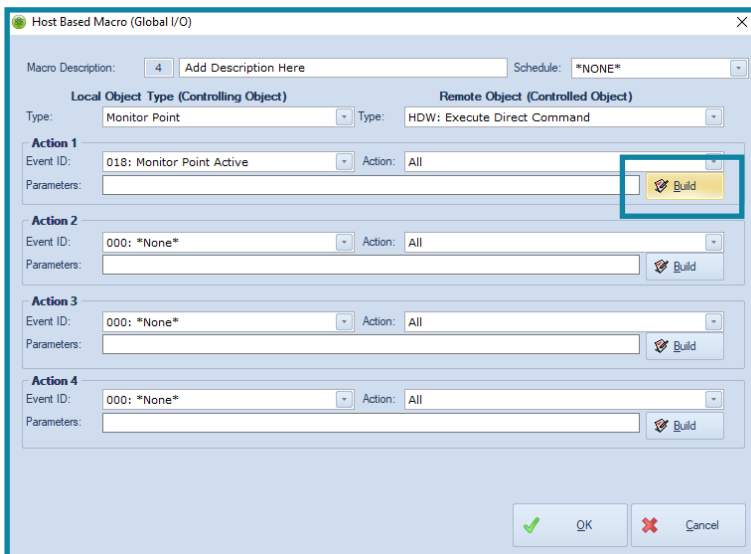 Host Based Macro (Global I/O)
Macro Description: 4 Add Description Here Schedule: *NONE*
Local Object Type (Controlling Object) Remote Object (Controlled Object)
Type: Monitor Point Type: HDW: Execute Direct Command
Action 1
Event ID: 018: Monitor Point Active Action: All
Parameters: Build
Action 2
Event ID: 000: *None* Action: All
Parameters: Build
Action 3
Event ID: 000: *None* Action: All
Parameters: Build
Action 4
Event ID: 000: *None* Action: All
Parameters: Build
OK Cancel